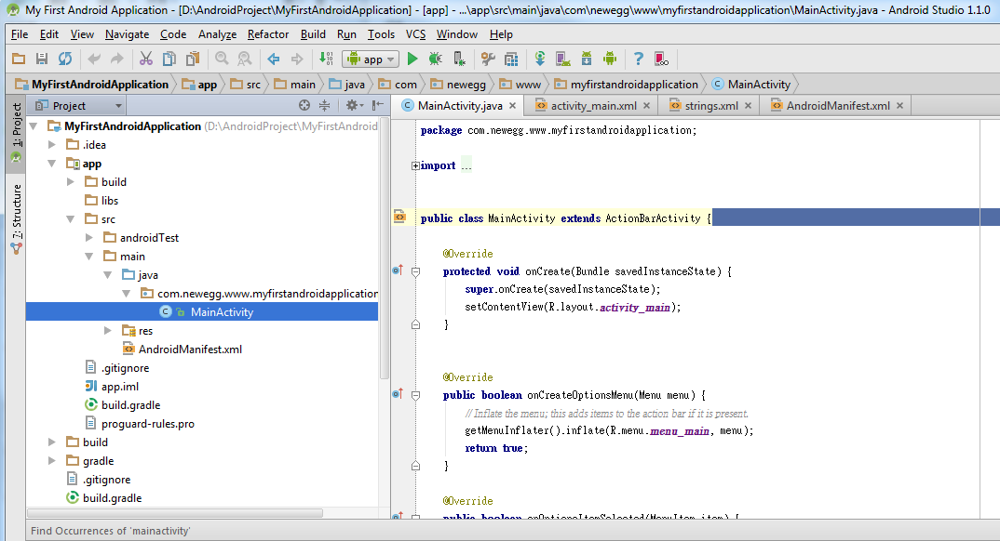 My First Android Application - [D:\AndroidProject\MyFirstAndroidApplication] - [app] - ...\app\src\main\java\com\newegg\www\myfirstandroidapplication\MainActivity.java - Android Studio 1.1.0
File Edit View Navigate Code Analyze Refactor Build Run Tools VCS Window Help
app
MyFirstAndroidApplication app src main java com newegg www myfirstandroidapplication MainActivity
1: Project
7: Structure
Project
MyFirstAndroidApplication (D:\AndroidProject\MyFirstAndroid
.idea
app
build
libs
src
androidTest
main
java
com.newegg.www.myfirstandroidapplication
MainActivity
res
AndroidManifest.xml
.gitignore
app.iml
build.gradle
proguard-rules.pro
build
gradle
.gitignore
build.gradle
MainActivity.java activity_main.xml strings.xml AndroidManifest.xml
package com.newegg.www.myfirstandroidapplication;
import ...
public class MainActivity extends ActionBarActivity {
@Override
protected void onCreate(Bundle savedInstanceState) {
super.onCreate(savedInstanceState);
setContentView(R.layout.activity_main);
}
@Override
public boolean onCreateOptionsMenu(Menu menu) {
// Inflate the menu; this adds items to the action bar if it is present.
getMenuInflater().inflate(R.menu.menu_main, menu);
return true;
}
@Override
public boolean onOptionsItemSelected(MenuItem item) {
Find Occurrences of 'mainactivity'